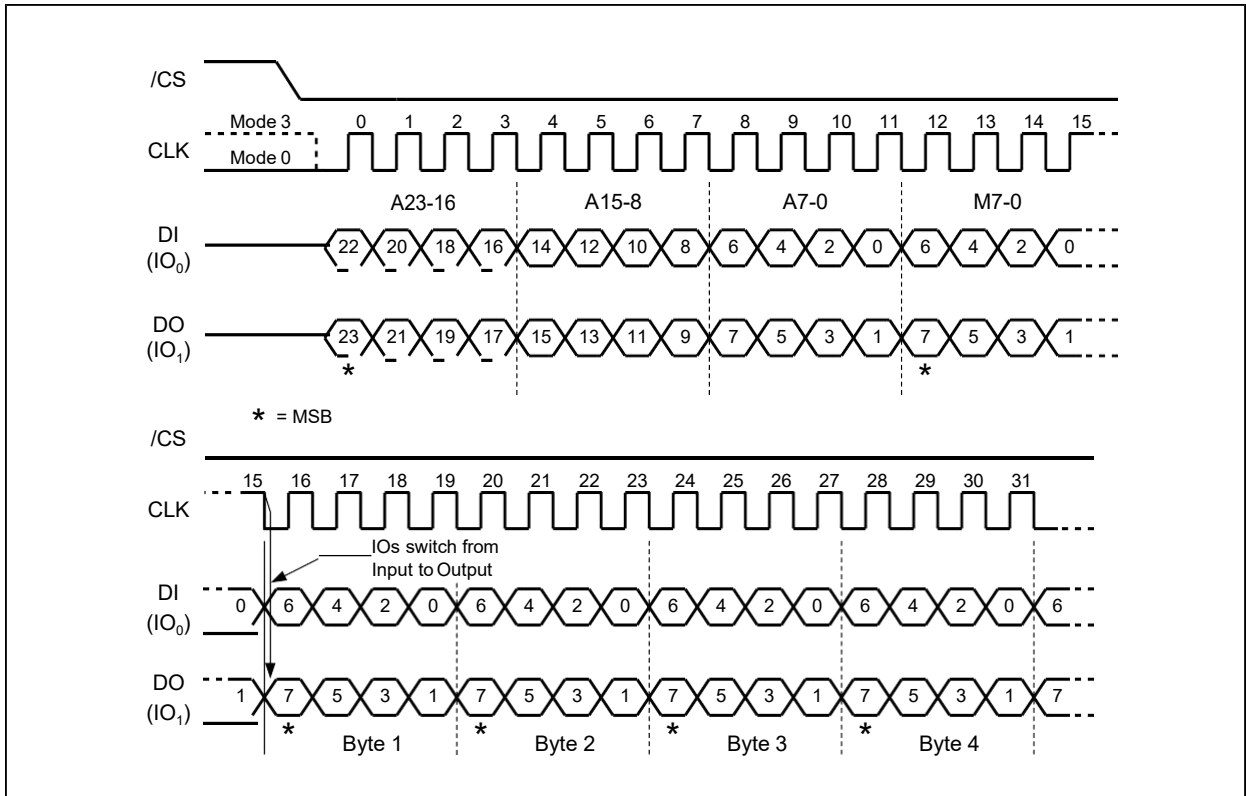 /CS
Mode 3 0 1 2 3 4 5 6 7 8 9 10 11 12 13 14 15
CLK
Mode 0
A23-16 A15-8 A7-0 M7-0
DI
(IO0)
22 20 18 16 14 12 10 8 6 4 2 0 6 4 2 0
DO
(IO1)
23 21 19 17 15 13 11 9 7 5 3 1 7 5 3 1
* *
* = MSB
/CS
15 16 17 18 19 20 21 22 23 24 25 26 27 28 29 30 31
CLK
IOs switch from
Input to Output
DI
(IO0)
0 6 4 2 0 6 4 2 0 6 4 2 0 6 4 2 0 6
DO
(IO1)
1 7 5 3 1 7 5 3 1 7 5 3 1 7 5 3 1 7
* * * *
Byte 1 Byte 2 Byte 3 Byte 4